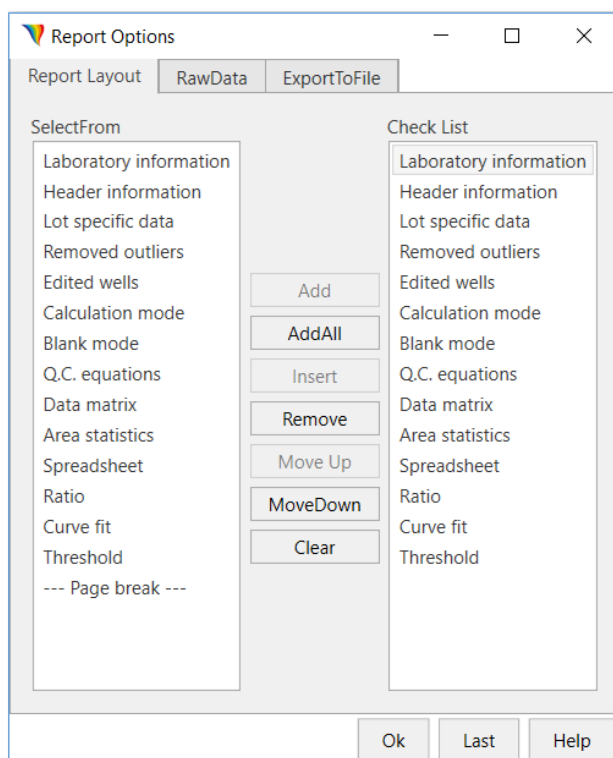 Report Options
Report Layout RawData ExportToFile
SelectFrom
Laboratory information
Header information
Lot specific data
Removed outliers
Edited wells
Calculation mode
Blank mode
Q.C. equations
Data matrix
Area statistics
Spreadsheet
Ratio
Curve fit
Threshold
--- Page break ---
Add
AddAll
Insert
Remove
Move Up
MoveDown
Clear
Check List
Laboratory information
Header information
Lot specific data
Removed outliers
Edited wells
Calculation mode
Blank mode
Q.C. equations
Data matrix
Area statistics
Spreadsheet
Ratio
Curve fit
Threshold
Ok Last Help